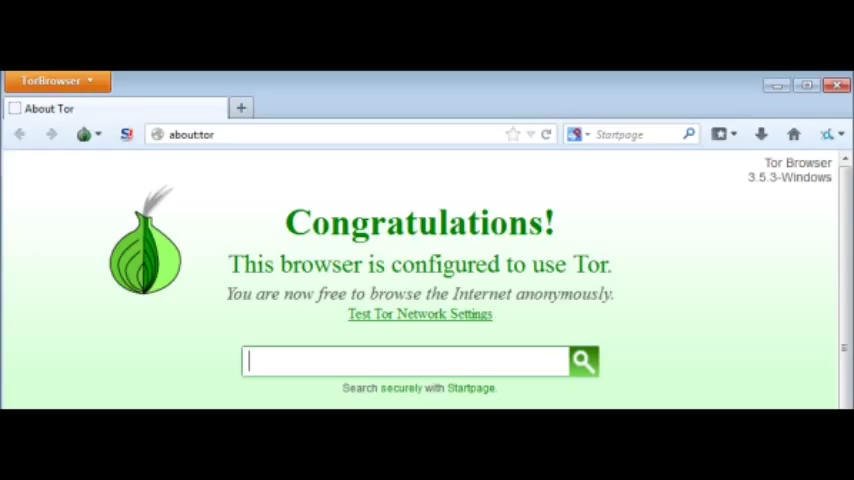 TorBrowser
About Tor
about:tor
Startpage
Tor Browser
3.5.3-Windows
Congratulations!
This browser is configured to use Tor.
You are now free to browse the Internet anonymously.
Test Tor Network Settings
Search securely with Startpage.